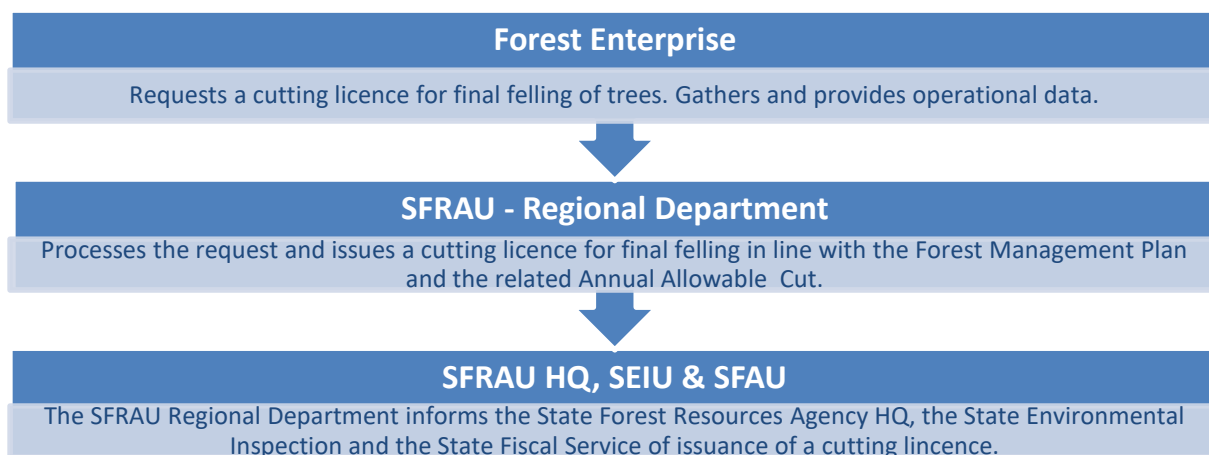 Forest Enterprise
Requests a cutting licence for final felling of trees. Gathers and provides operational data.
SFRAU - Regional Department
Processes the request and issues a cutting licence for final felling in line with the Forest Management Plan
and the related Annual Allowable Cut.
SFRAU HQ, SEIU & SFAU
The SFRAU Regional Department informs the State Forest Resources Agency HQ, the State Environmental
Inspection and the State Fiscal Service of issuance of a cutting lincence.